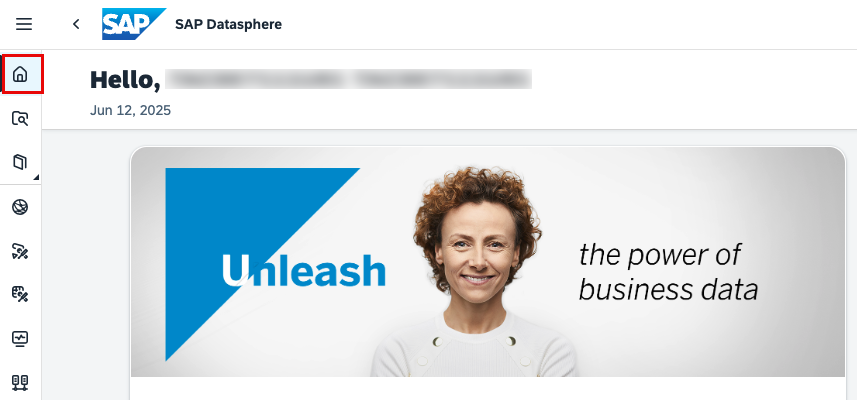 SAP SAP Datasphere
Hello,
Jun 12, 2025
Unleash
the power of
business data